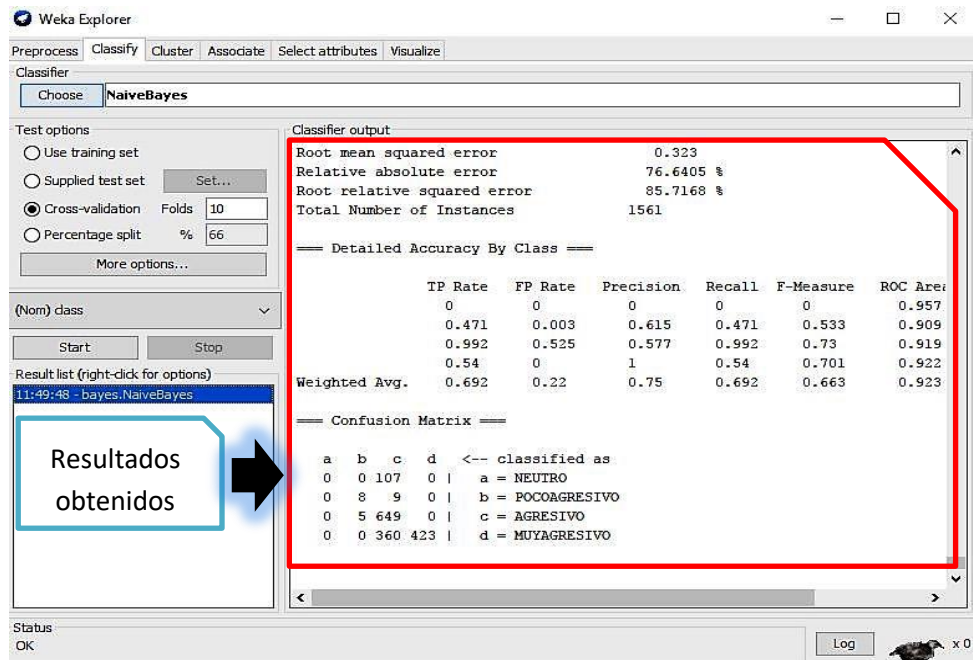 Weka Explorer
Preprocess Classify Cluster Associate Select attributes Visualize
Classifier
Choose NaiveBayes
Test options
Use training set
Supplied test set Set...
Cross-validation Folds 10
Percentage split % 66
More options...
(Nom) class
Start Stop
Result list (right-click for options)
11:49:48 - bayes.NaiveBayes
Resultados
obtenidos
Classifier output
Root mean squared error 0.323
Relative absolute error 76.6405 %
Root relative squared error 85.7168 %
Total Number of Instances 1561
=== Detailed Accuracy By Class ===
TP Rate FP Rate Precision Recall F-Measure ROC Area
0 0 0 0 0 0.957
0.471 0.003 0.615 0.471 0.533 0.909
0.992 0.525 0.577 0.992 0.73 0.919
0.54 0 1 0.54 0.701 0.922
Weighted Avg. 0.692 0.22 0.75 0.692 0.663 0.923
=== Confusion Matrix ===
a b c d <-- classified as
0 0 107 0 | a = NEUTRO
0 8 9 0 | b = POCOAGRESIVO
0 5 649 0 | c = AGRESIVO
0 0 360 423 | d = MUYAGRESIVO
Status
OK
Log
x 0